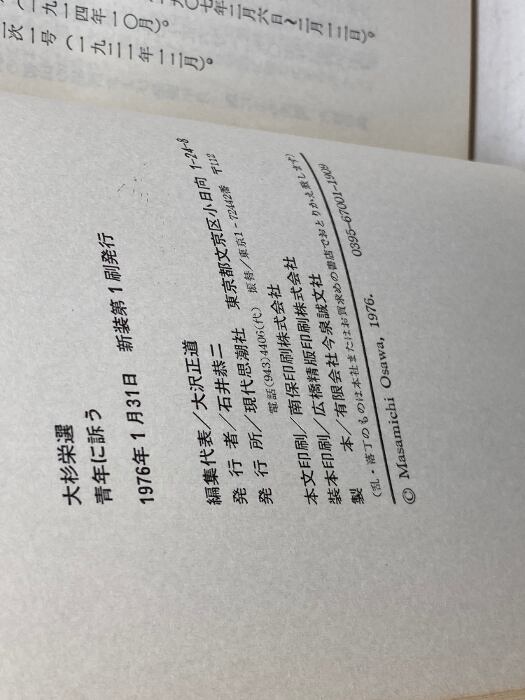 四年一〇月）。
大杉栄選
青年に訴う
1976年1月31日　新装第1刷発行
編集代表／大沢正道
発　行　者／石井恭二
発　行　所／現代思潮社　東京都文京区小日向 1-24-8
電話(943)4406(代)　振替／東京1-72442番　〒112
本文印刷／南保印刷株式会社
装本印刷／広橋精版印刷株式会社
製　　　本／有限会社今泉誠文社
（乱・落丁のものは本社またはお買求めの書店でおとりかえ致します）
© Masamichi Osawa, 1976.　0395-67001-1909